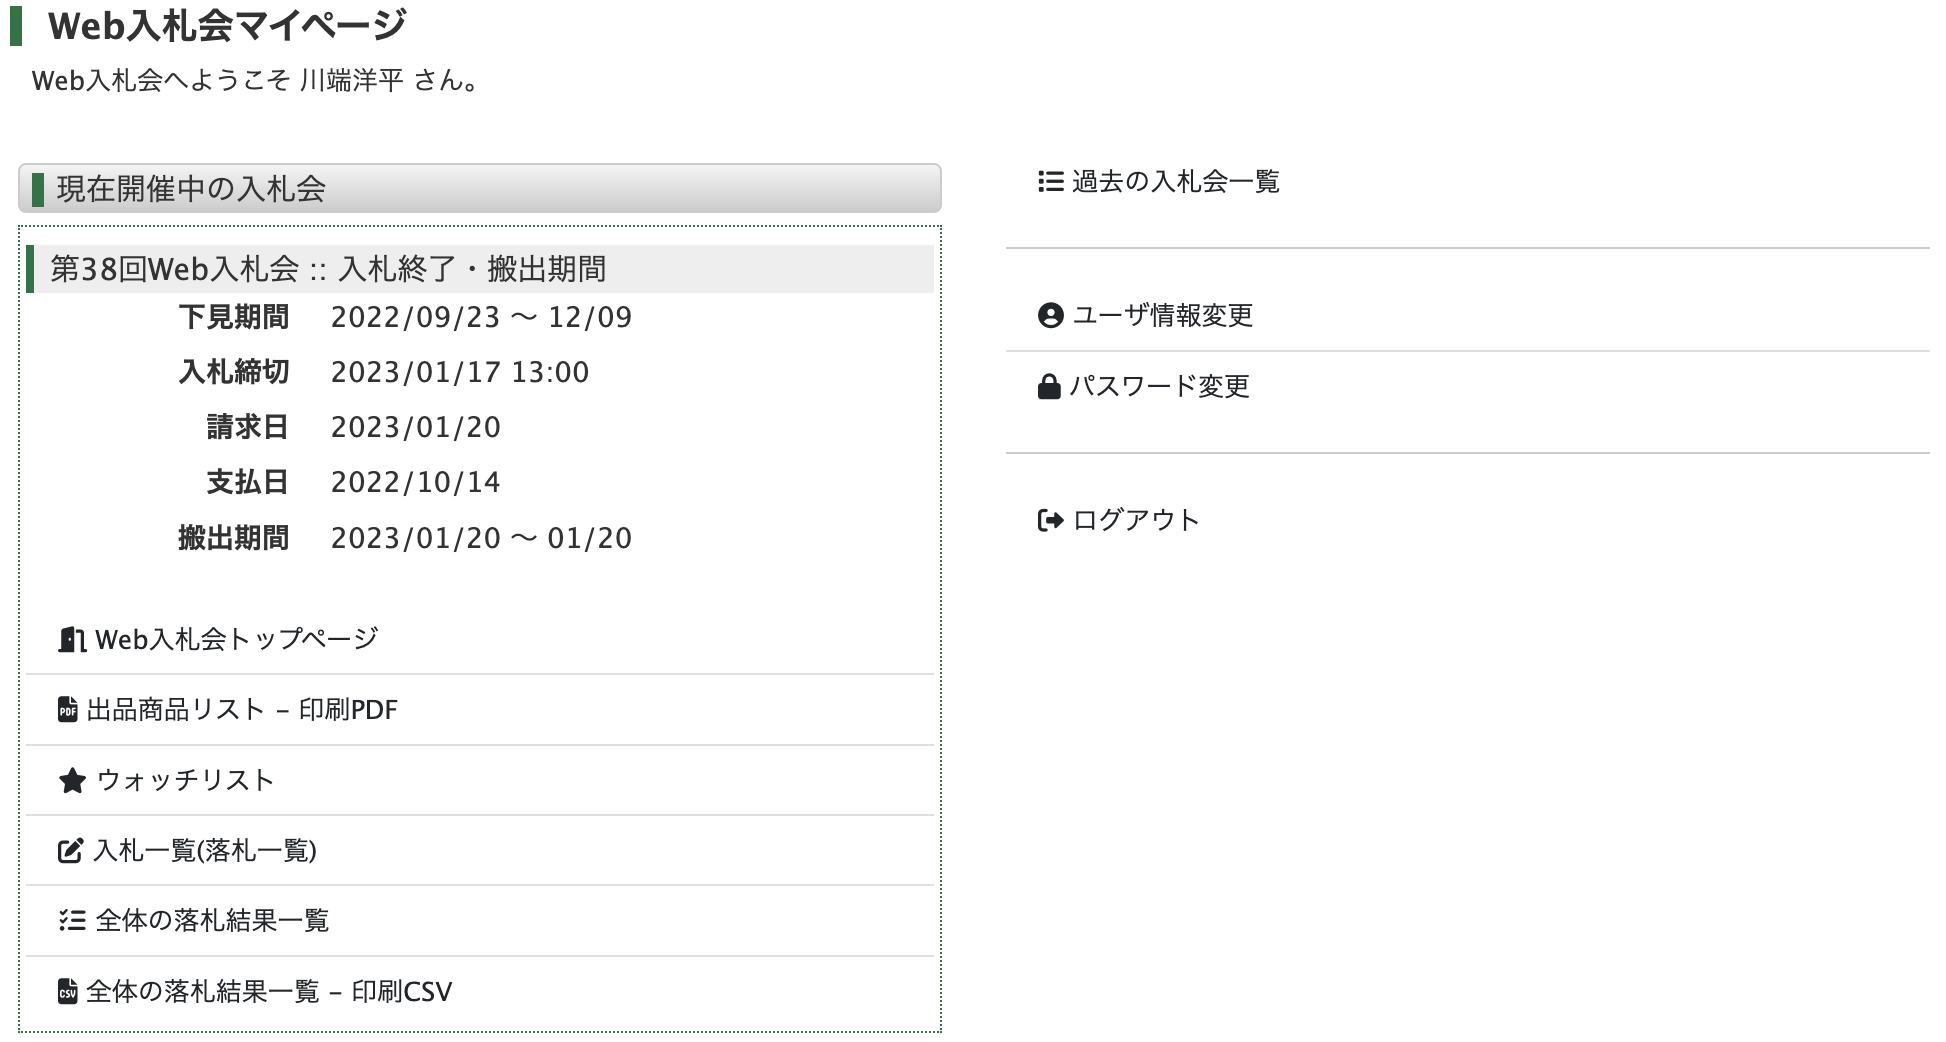 Web入札会マイページ
Web入札会へようこそ 川端洋平 さん。
現在開催中の入札会
第38回Web入札会 :: 入札終了・搬出期間
下見期間 2022/09/23 〜 12/09
入札締切 2023/01/17 13:00
請求日 2023/01/20
支払日 2022/10/14
搬出期間 2023/01/20 〜 01/20
Web入札会トップページ
PDF 出品商品リスト – 印刷PDF
ウォッチリスト
入札一覧(落札一覧)
全体の落札結果一覧
CSV 全体の落札結果一覧 – 印刷CSV
過去の入札会一覧
ユーザ情報変更
パスワード変更
ログアウト